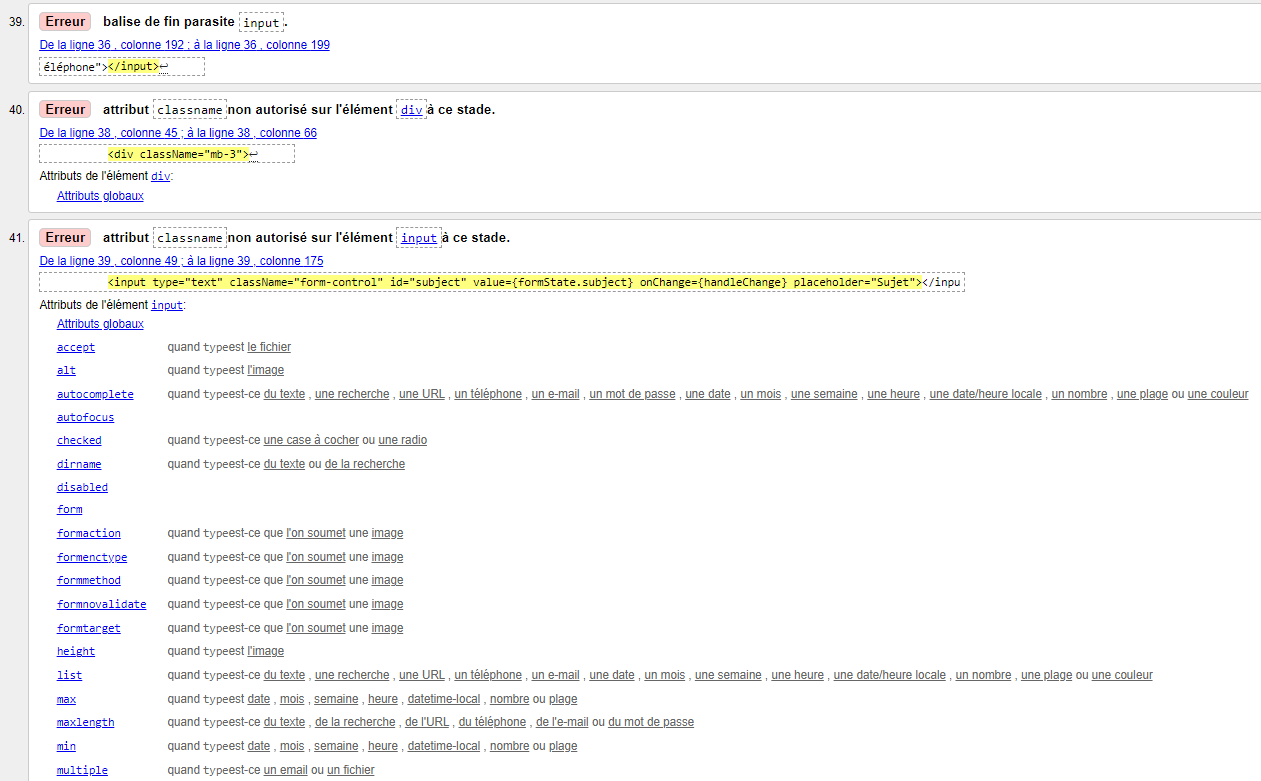 39. Erreur balise de fin parasite input.
De la ligne 36 , colonne 192 ; à la ligne 36 , colonne 199
éléphone"></input>↩
40. Erreur attribut classname non autorisé sur l'élément div à ce stade.
De la ligne 38 , colonne 45 ; à la ligne 38 , colonne 66
<div className="mb-3">↩
Attributs de l'élément div:
Attributs globaux
41. Erreur attribut classname non autorisé sur l'élément input à ce stade.
De la ligne 39 , colonne 49 ; à la ligne 39 , colonne 175
<input type="text" className="form-control" id="subject" value={formState.subject} onChange={handleChange} placeholder="Sujet"></inpu
Attributs de l'élément input:
Attributs globaux
accept quand typeest le fichier
alt quand typeest l'image
autocomplete quand typeest-ce du texte , une recherche , une URL , un téléphone , un e-mail , un mot de passe , une date , un mois , une semaine , une heure , une date/heure locale , un nombre , une plage ou une couleur
autofocus
checked quand typeest-ce une case à cocher ou une radio
dirname quand typeest-ce du texte ou de la recherche
disabled
form
formaction quand typeest-ce que l'on soumet une image
formenctype quand typeest-ce que l'on soumet une image
formmethod quand typeest-ce que l'on soumet une image
formnovalidate quand typeest-ce que l'on soumet une image
formtarget quand typeest-ce que l'on soumet une image
height quand typeest l'image
list quand typeest-ce du texte , une recherche , une URL , un téléphone , un e-mail , une date , un mois , une semaine , une heure , une date/heure locale , un nombre , une plage ou une couleur
max quand typeest date , mois , semaine , heure , datetime-local , nombre ou plage
maxlength quand typeest-ce du texte , de la recherche , de l'URL , du téléphone , de l'e-mail ou du mot de passe
min quand typeest date , mois , semaine , heure , datetime-local , nombre ou plage
multiple quand typeest-ce un email ou un fichier